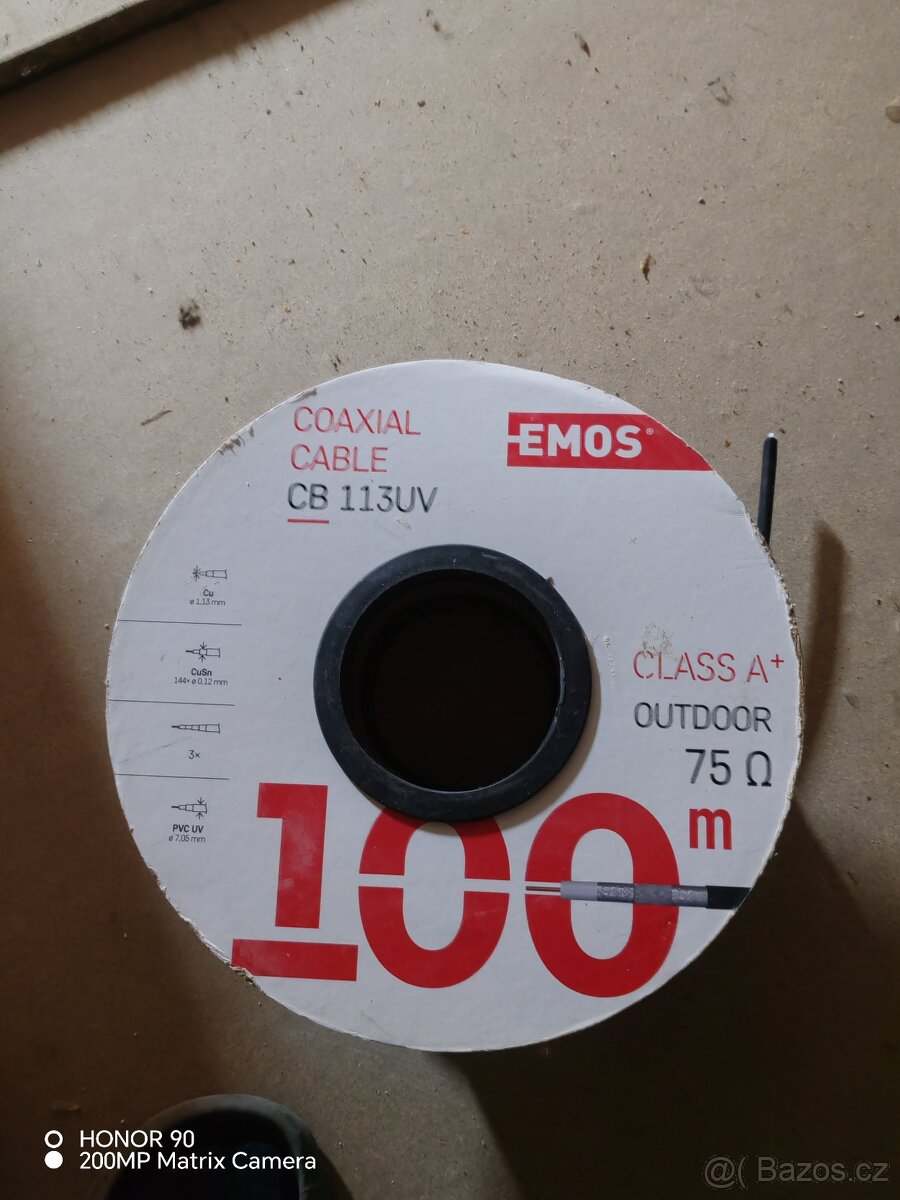 COAXIAL
CABLE
CB 113UV
EMOS®
Cu
ø 1,13 mm
CuSn
144× ø 0,12 mm
3×
PVC UV
ø 7,05 mm
CLASS A+
OUTDOOR
75 Ω
100 m
HONOR 90
200MP Matrix Camera
@( Bazos.cz